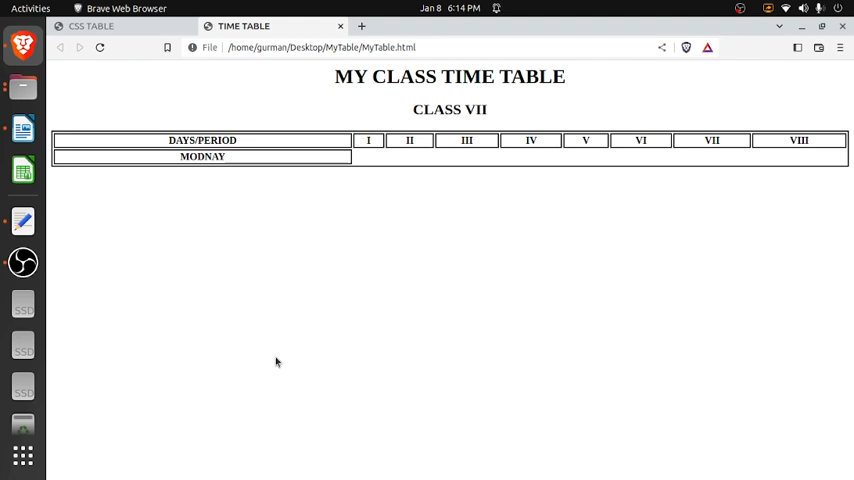 Activities Brave Web Browser Jan 8 6:14 PM
CSS TABLE TIME TABLE
File /home/gurman/Desktop/MyTable/MyTable.html
MY CLASS TIME TABLE
CLASS VII
DAYS/PERIOD I II III IV V VI VII VIII
MODNAY
SSD
SSD
SSD